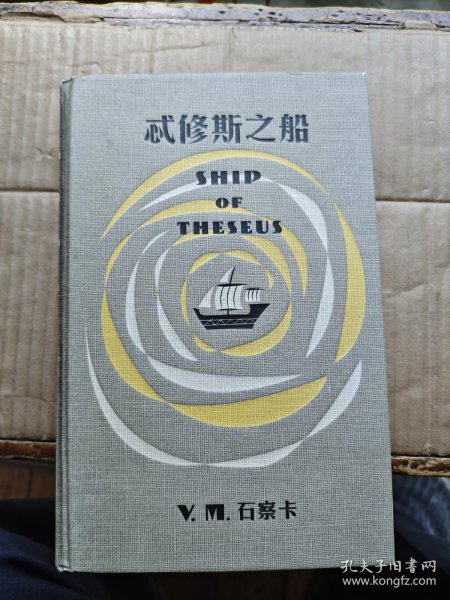 忒修斯之船
SHIP
OF
THESEUS
V. M. 石察卡
孔夫子旧书网
www.kongfz.com